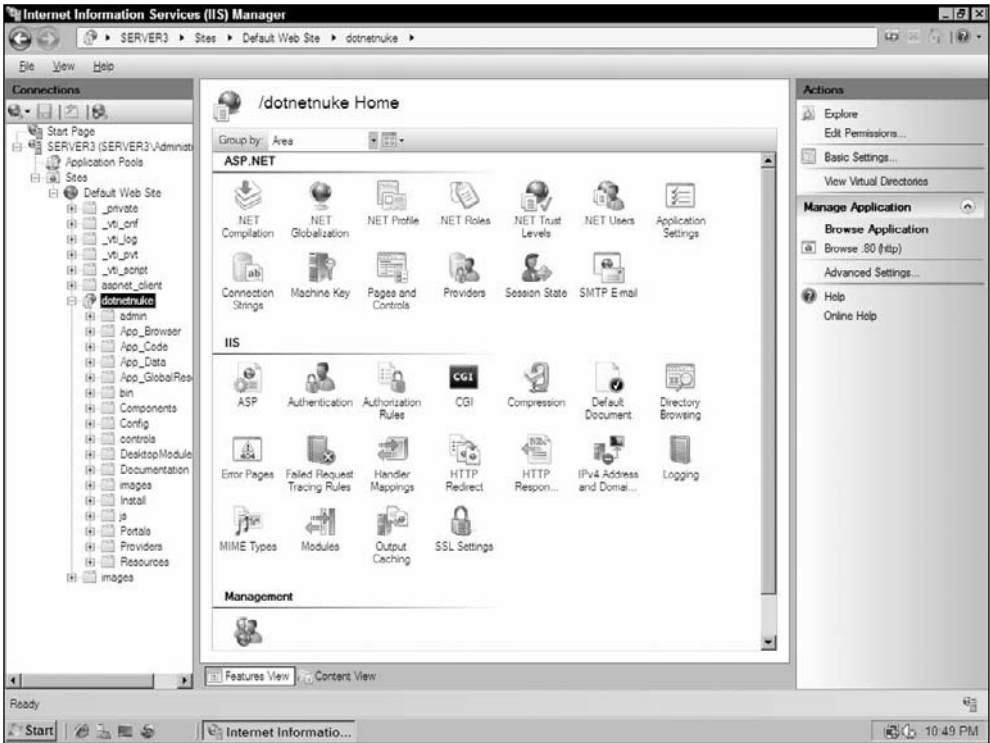 Internet Information Services (IIS) Manager
SERVER3 Sites Default Web Site dotnetnuke
File View Help
Connections
Start Page
SERVER3 (SERVER3\Administ
Application Pools
Sites
Default Web Site
_private
_vti_cnf
_vti_log
_vti_pvt
_vti_script
aspnet_client
dotnetnuke
admin
App_Browser
App_Code
App_Data
App_GlobalRes
bin
Components
Config
controls
DesktopModule
Documentation
images
Install
js
Portals
Providers
Resources
images
/dotnetnuke Home
Group by: Area
ASP.NET
.NET Compilation
.NET Globalization
.NET Profile
.NET Roles
.NET Trust Levels
.NET Users
Application Settings
Connection Strings
Machine Key
Pages and Controls
Providers
Session State
SMTP E-mail
IIS
ASP
Authentication
Authorization Rules
CGI
Compression
Default Document
Directory Browsing
Error Pages
Failed Request Tracing Rules
Handler Mappings
HTTP Redirect
HTTP Respon...
IPv4 Address and Domai...
Logging
MIME Types
Modules
Output Caching
SSL Settings
Management
Features View Content View
Actions
Explore
Edit Permissions...
Basic Settings...
View Virtual Directories
Manage Application
Browse Application
Browse *:80 (http)
Advanced Settings...
Help
Online Help
Ready
Start Internet Informatio... 10:49 PM